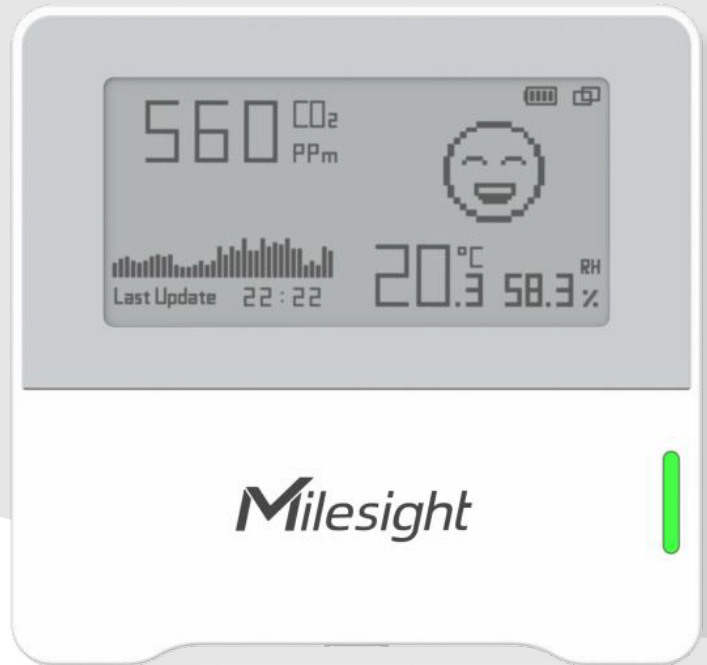 560 CO₂
PPm
Last Update 22:22
20.3 °C 58.3 RH %
Milesight